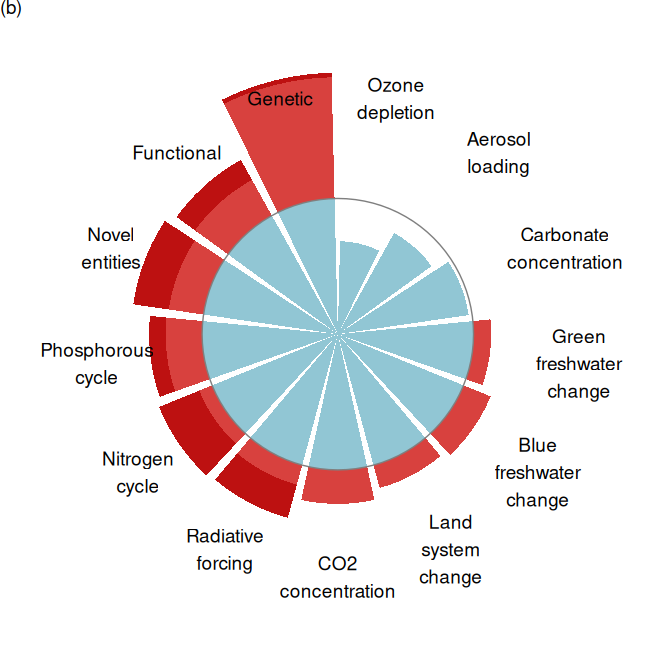 (b)
Ozone
depletion
Aerosol
loading
Carbonate
concentration
Green
freshwater
change
Blue
freshwater
change
Land
system
change
CO2
concentration
Radiative
forcing
Nitrogen
cycle
Phosphorous
cycle
Novel
entities
Functional
Genetic